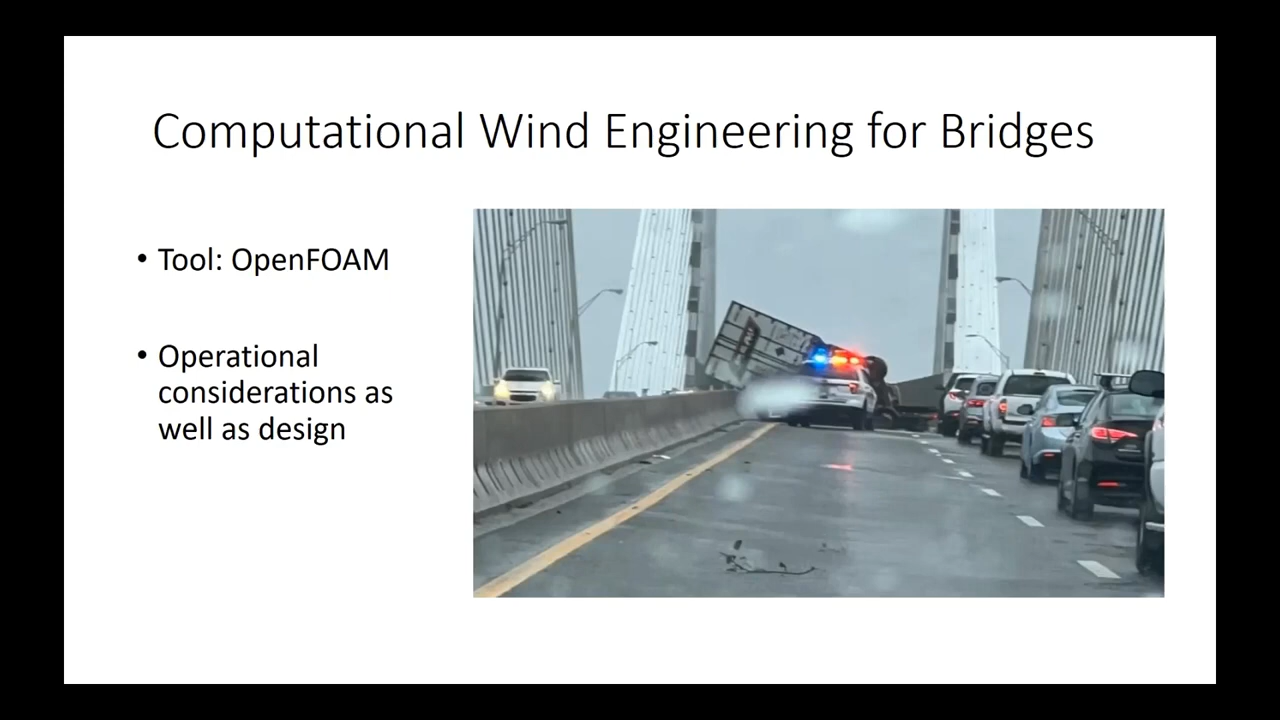 Computational Wind Engineering for Bridges
• Tool: OpenFOAM
• Operational
considerations as
well as design